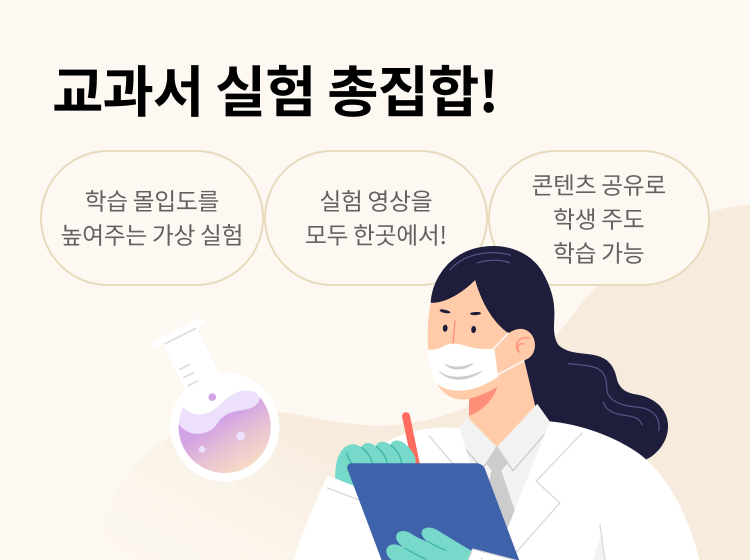 교과서 실험 총집합!
학습 몰입도를
높여주는 가상 실험
실험 영상을
모두 한곳에서!
콘텐츠 공유로
학생 주도
학습 가능